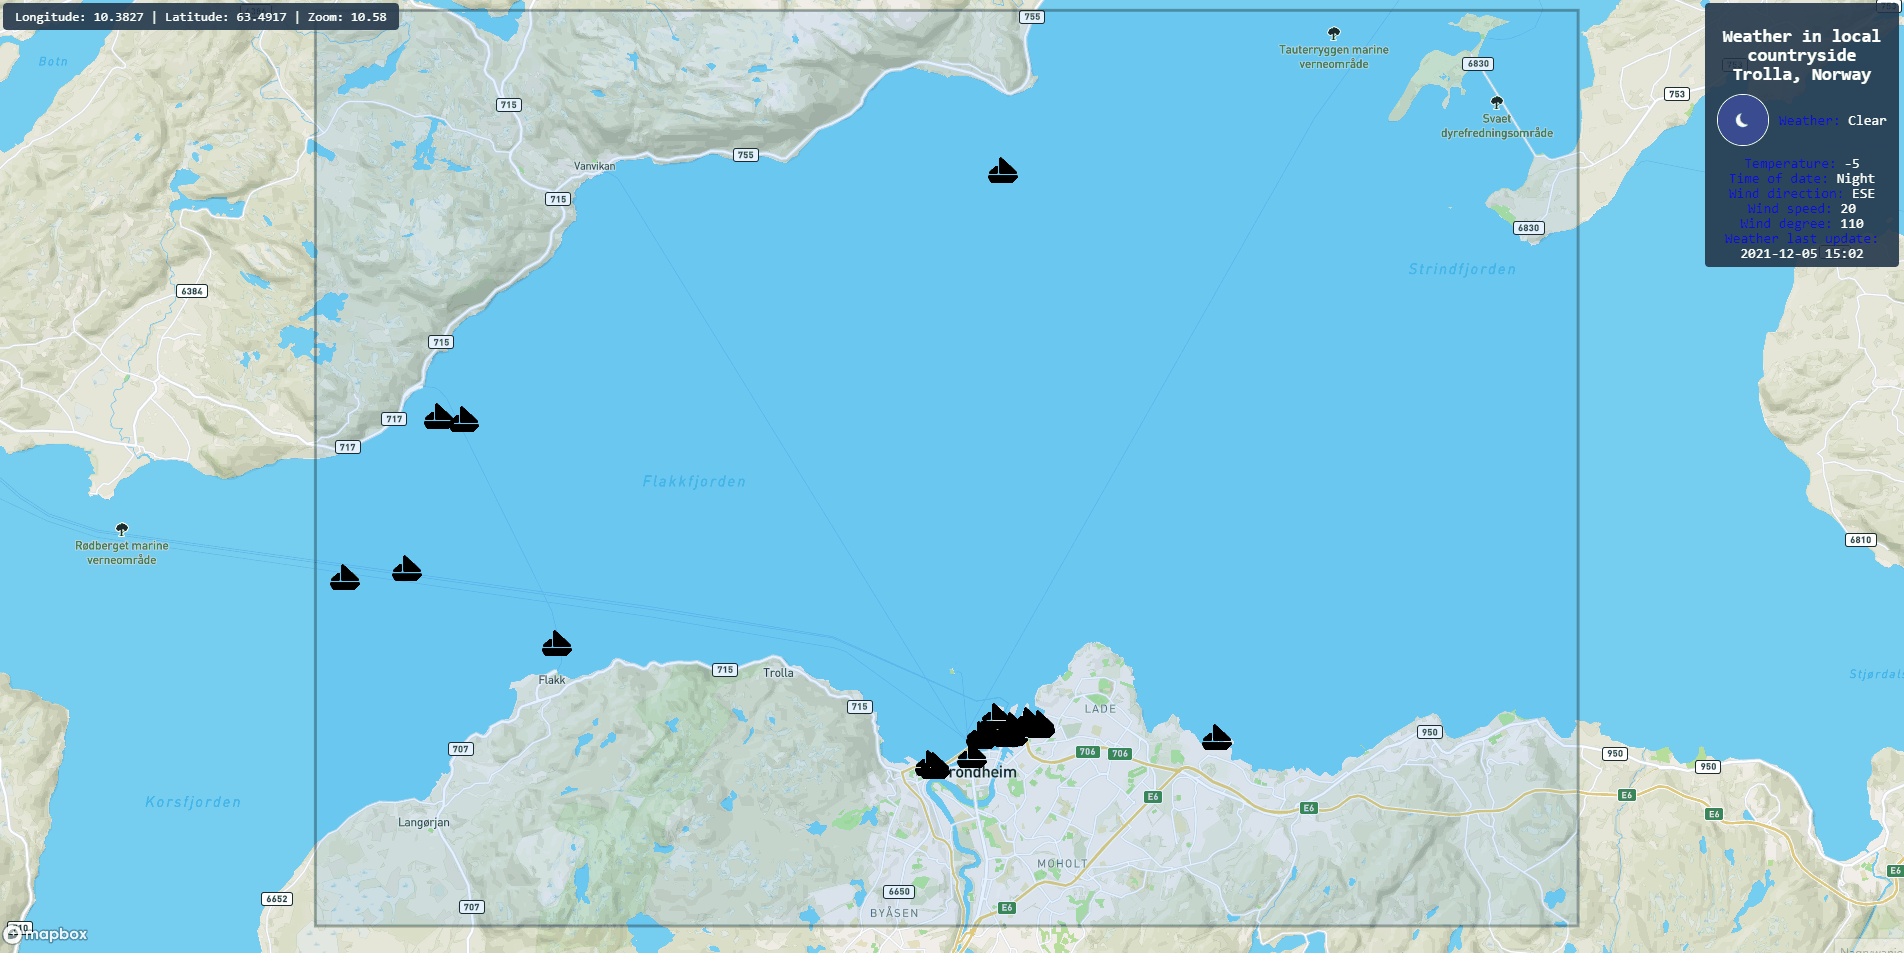 Longitude: 10.3827 | Latitude: 63.4917 | Zoom: 10.58
Weather in local
countryside
Trolla, Norway
Weather: Clear
Temperature: -5
Time of date: Night
Wind direction: ESE
Wind speed: 20
Wind degree: 110
Weather last update:
2021-12-05 15:02
755
Tauterryggen marine
verneområde
6830
753
Botn
715
Svaet
dyrefredningsområde
755
Vanvikan
715
6830
Strindfjorden
6384
715
717
717
Flakkfjorden
Rødberget marine
verneområde
6810
715
Trolla
Flakk
Stjørdals
715
LADE
950
707
706
706
950
950
rondheim
E6
E6
E6
E6
Korsfjorden
Langørjan
MOHOLT
E6
6650
6652
707
E6
BYÅSEN
mapbox